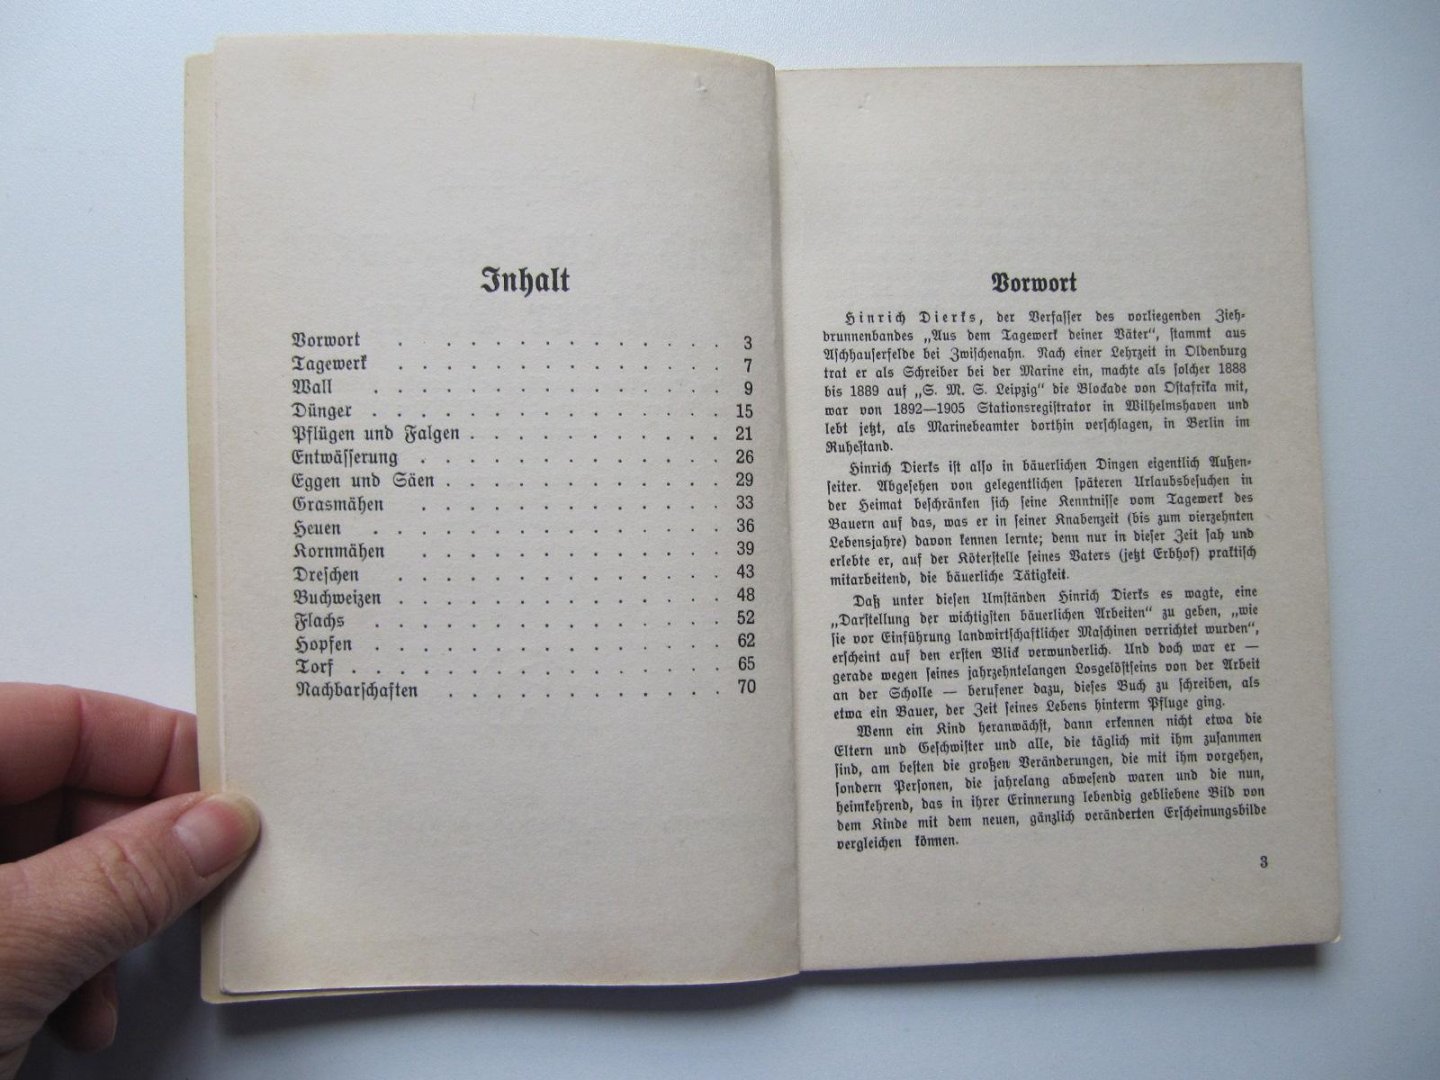 Inhalt
Vorwort . . . . . . . . . . . . . 3
Tagewerk . . . . . . . . . . . . . 7
Wall . . . . . . . . . . . . . . 9
Dünger . . . . . . . . . . . . . . 15
Pflügen und Falgen . . . . . . . . . . 21
Entwässerung . . . . . . . . . . . . 26
Eggen und Säen . . . . . . . . . . . 29
Grasmähen . . . . . . . . . . . . 33
Heuen . . . . . . . . . . . . . . 36
Kornmähen . . . . . . . . . . . . 39
Dreschen . . . . . . . . . . . . . 43
Buchweizen . . . . . . . . . . . . . 48
Flachs . . . . . . . . . . . . . . 52
Hopfen . . . . . . . . . . . . . . 62
Torf . . . . . . . . . . . . . . . 65
Nachbarschaften . . . . . . . . . . . 70
Vorwort
Hinrich Dierks, der Verfasser des vorliegenden Zieh-
brunnenbandes „Aus dem Tagewerk deiner Väter“, stammt aus
Aschhauserfelde bei Zwischenahn. Nach einer Lehrzeit in Oldenburg
trat er als Schreiber bei der Marine ein, machte als solcher 1888
bis 1889 auf „S. M. S. Leipzig“ die Blockade von Ostafrika mit,
war von 1892—1905 Stationsregistrator in Wilhelmshaven und
lebt jetzt, als Marinebeamter dorthin verschlagen, in Berlin im
Ruhestand.
Hinrich Dierks ist also in bäuerlichen Dingen eigentlich Außen-
seiter. Abgesehen von gelegentlichen späteren Urlaubsbesuchen in
der Heimat beschränken sich seine Kenntnisse vom Tagewerk des
Bauern auf das, was er in seiner Knabenzeit (bis zum vierzehnten
Lebensjahre) davon kennen lernte; denn nur in dieser Zeit sah und
erlebte er, auf der Köterstelle seines Vaters (jetzt Erbhof) praktisch
mitarbeitend, die bäuerliche Tätigkeit.
Daß unter diesen Umständen Hinrich Dierks es wagte, eine
„Darstellung der wichtigsten bäuerlichen Arbeiten“ zu geben, „wie
sie vor Einführung landwirtschaftlicher Maschinen verrichtet wurden“,
erscheint auf den ersten Blick verwunderlich. Und doch war er —
gerade wegen seines jahrzehntelangen Losgelöstseins von der Arbeit
an der Scholle — berufener dazu, dieses Buch zu schreiben, als
etwa ein Bauer, der Zeit seines Lebens hinterm Pfluge ging.
Wenn ein Kind heranwächst, dann erkennen nicht etwa die
Eltern und Geschwister und alle, die täglich mit ihm zusammen
sind, am besten die großen Veränderungen, die mit ihm vorgehen,
sondern Personen, die jahrelang abwesend waren und die nun,
heimkehrend, das in ihrer Erinnerung lebendig gebliebene Bild von
dem Kinde mit dem neuen, gänzlich veränderten Erscheinungsbilde
vergleichen können.
3